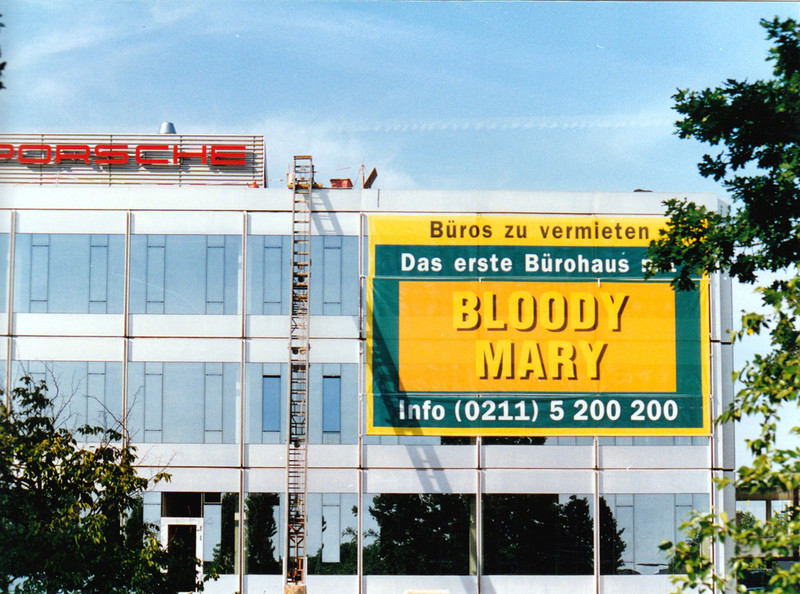 PORSCHE
Büros zu vermieten
Das erste Bürohaus
BLOODY
MARY
Info (0211) 5 200 200